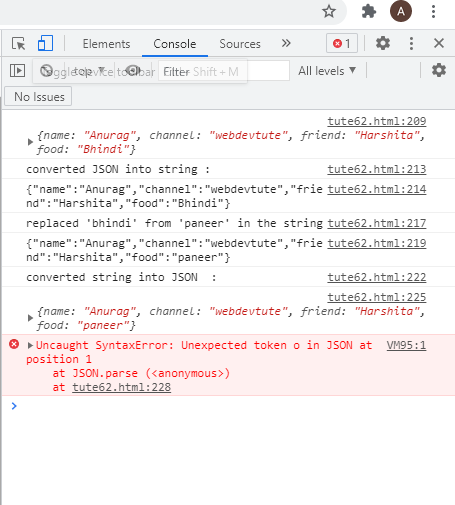 A
Elements Console Sources » 1
Toggle device toolbar Ctrl + Shift + M
top ▼ Filter All levels ▼
No Issues
tute62.html:209
{name: "Anurag", channel: "webdevtute", friend: "Harshita",
food: "Bhindi"}
converted JSON into string : tute62.html:213
{"name":"Anurag","channel":"webdevtute","frie tute62.html:214
nd":"Harshita","food":"Bhindi"}
replaced 'bhindi' from 'paneer' in the string tute62.html:217
{"name":"Anurag","channel":"webdevtute","frie tute62.html:219
nd":"Harshita","food":"paneer"}
converted string into JSON  : tute62.html:222
tute62.html:225
{name: "Anurag", channel: "webdevtute", friend: "Harshita",
food: "paneer"}
Uncaught SyntaxError: Unexpected token o in JSON at VM95:1
position 1
at JSON.parse (<anonymous>)
at tute62.html:228